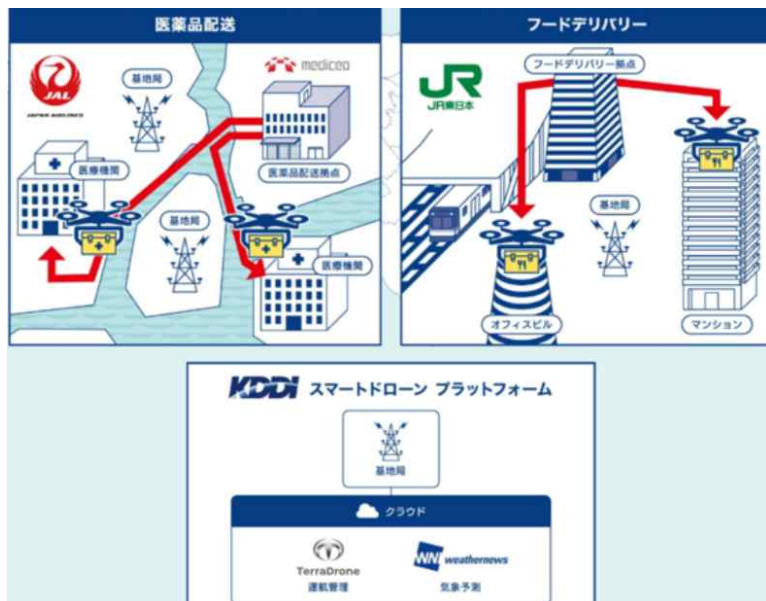 医薬品配送
JAL
JAPAN AIRLINES
基地局
mediceo
医療機関
医薬品配送拠点
基地局
医療機関
フードデリバリー
JR
JR東日本
フードデリバリー拠点
基地局
オフィスビル
マンション
KDDI スマートドローン プラットフォーム
基地局
クラウド
TerraDrone
運航管理
WNI weathernews
気象予測